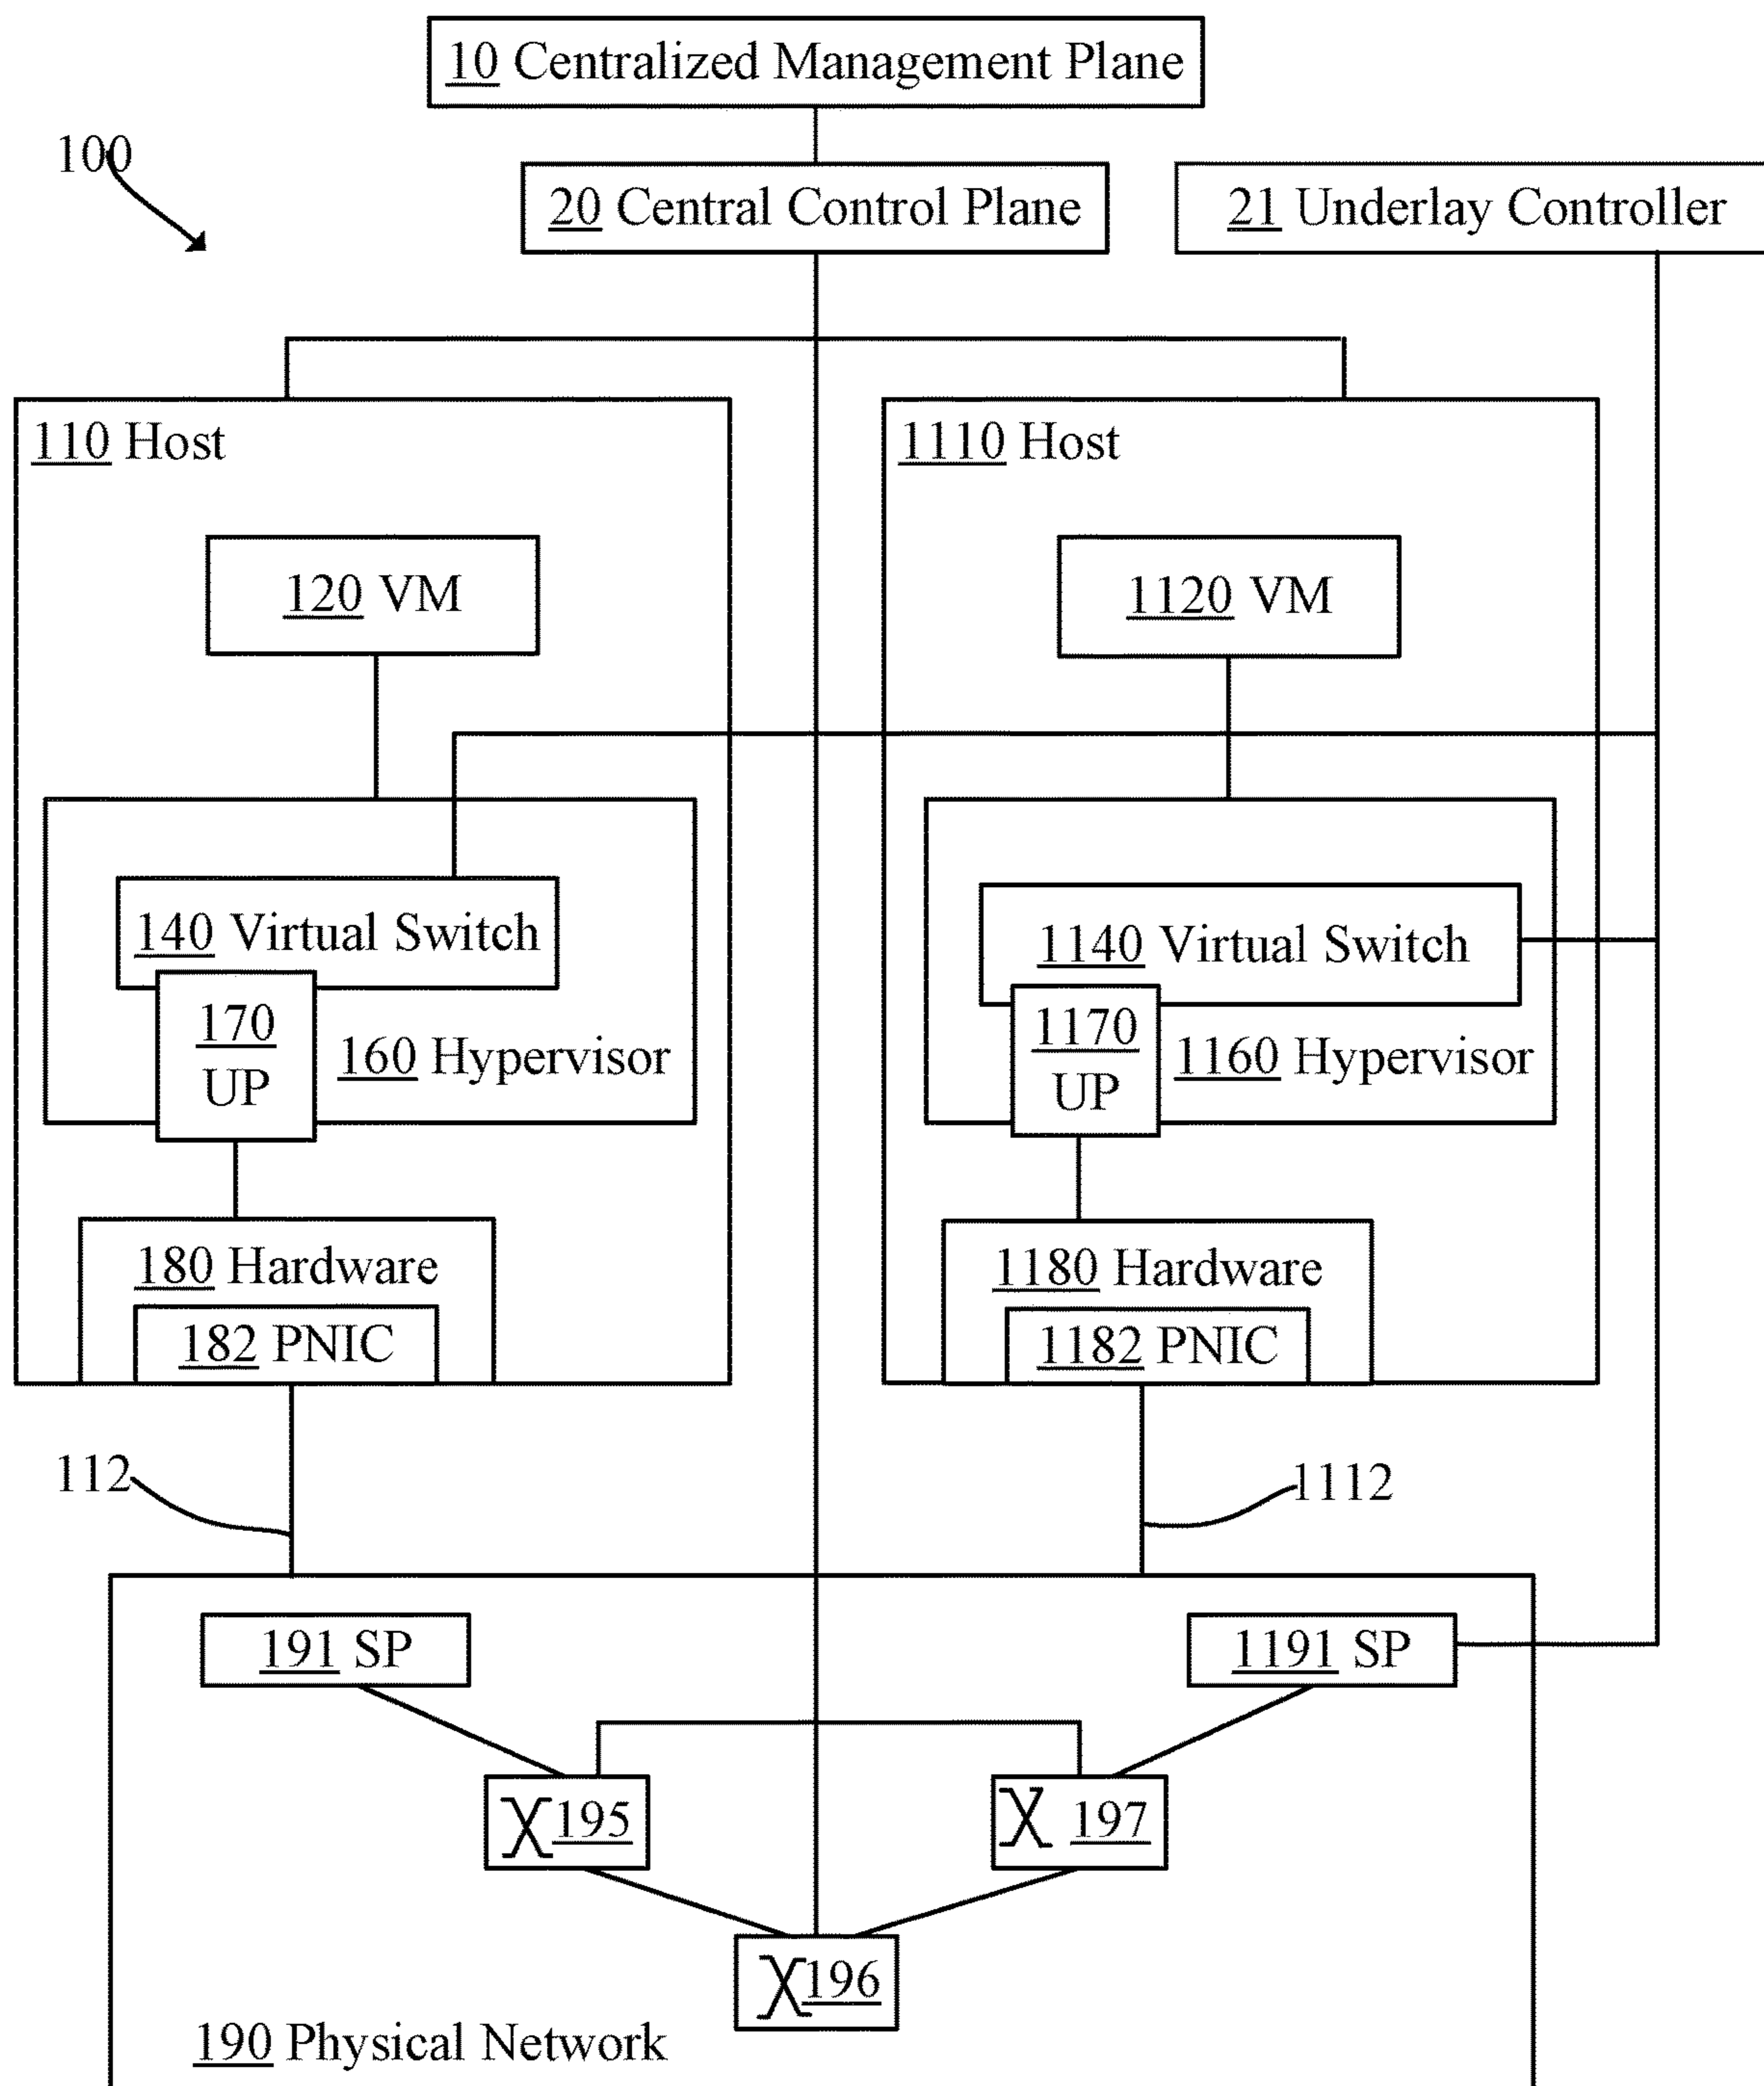 10 Centralized Management Plane
100
20 Central Control Plane
21 Underlay Controller
110 Host
1110 Host
120 VM
1120 VM
140 Virtual Switch
1140 Virtual Switch
170
UP
160 Hypervisor
1170
UP
1160 Hypervisor
180 Hardware
1180 Hardware
182 PNIC
1182 PNIC
112
1112
191 SP
1191 SP
195
197
196
190 Physical Network